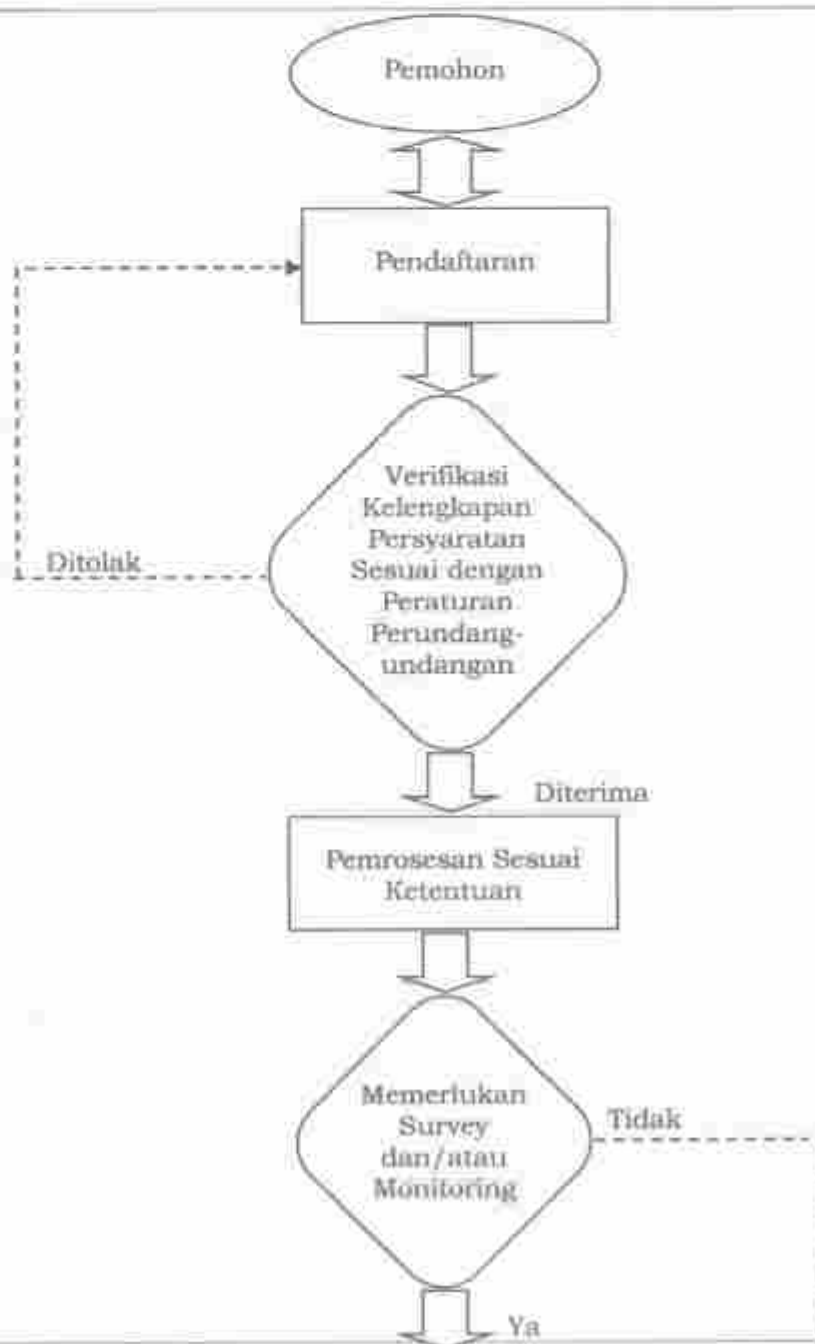 Pemohon
Pendaftaran
Verifikasi
Kelengkapan
Persyaratan
Sesuai dengan
Peraturan
Perundang-
undangan
Ditolak
Diterima
Pemrosesan Sesuai
Ketentuan
Memerlukan
Survey
dan/atau
Monitoring
Tidak
Ya